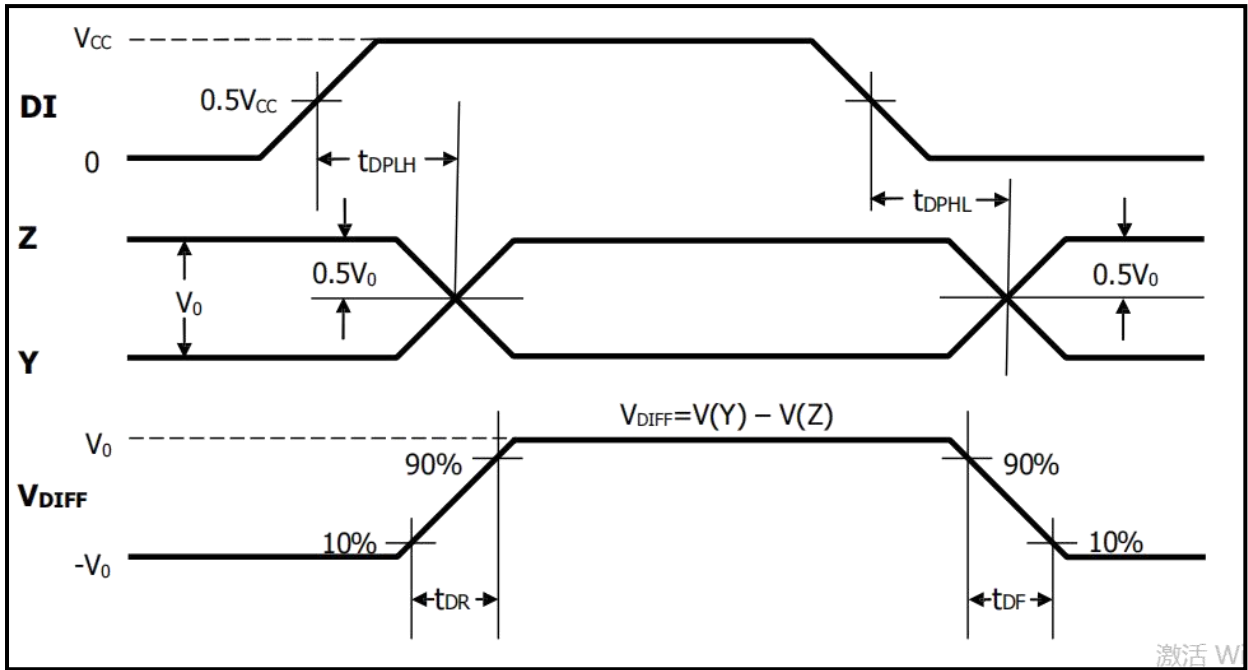 VCC
DI
0.5VCC
0
tDPLH
tDPHL
Z
0.5V0
0.5V0
V0
Y
VDIFF=V(Y) – V(Z)
V0
90%
90%
VDIFF
10%
10%
-V0
tDR
tDF
激活 W